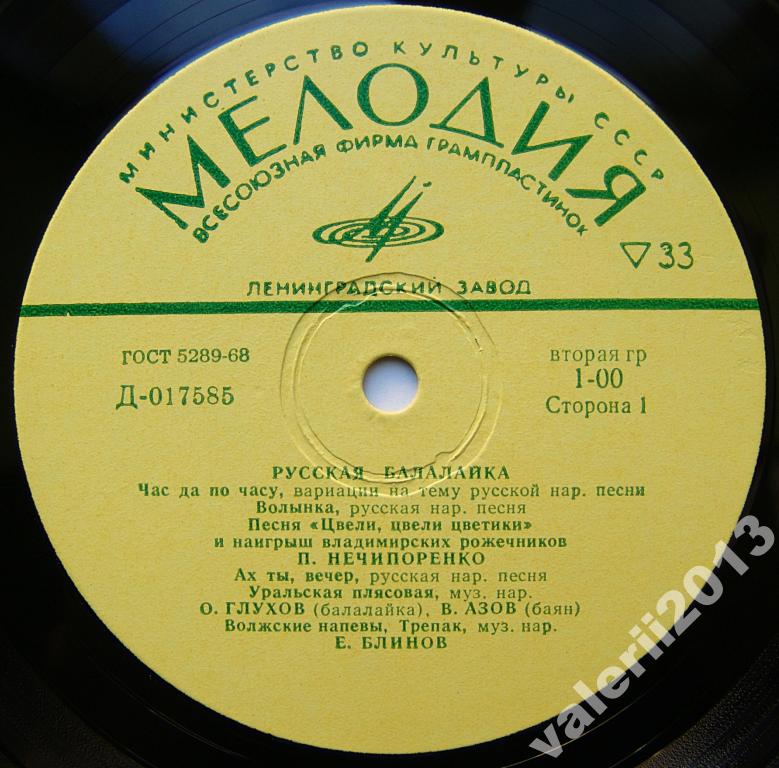 МИНИСТЕРСТВО КУЛЬТУРЫ СССР
МЕЛОДИЯ
ВСЕСОЮЗНАЯ ФИРМА ГРАМПЛАСТИНОК
▽ 33
ЛЕНИНГРАДСКИЙ ЗАВОД
ГОСТ 5289-68
вторая гр
Д-017585
1-00
Сторона 1
РУССКАЯ БАЛАЛАЙКА
Час да по часу, вариации на тему русской нар. песни
Волынка, русская нар. песня
Песня «Цвели, цвели цветики»
и наигрыш владимирских рожечников
П. НЕЧИПОРЕНКО
Ах ты, вечер, русская нар. песня
Уральская плясовая, муз. нар.
О. ГЛУХОВ (балалайка), В. АЗОВ (баян)
Волжские напевы, Трепак, муз. нар.
Е. БЛИНОВ
valerii2013